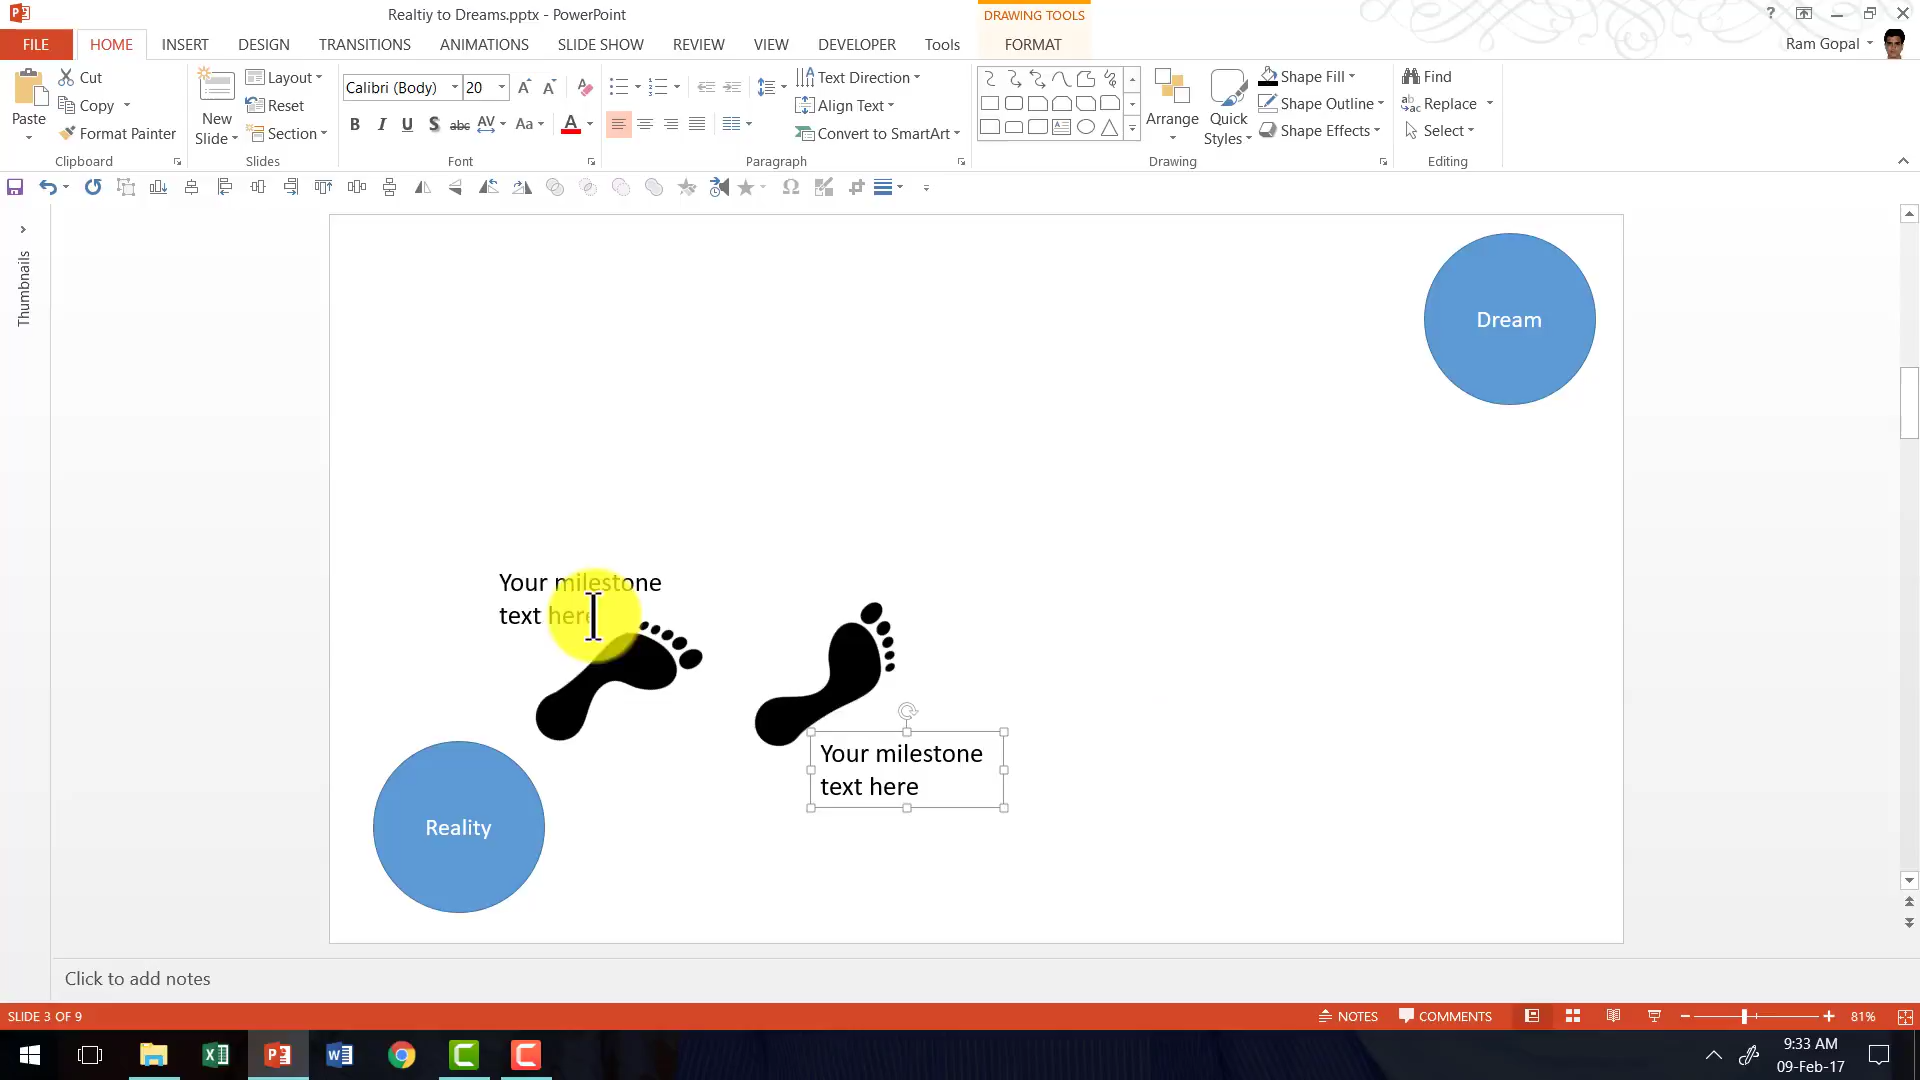 Realtiy to Dreams.pptx - PowerPoint
DRAWING TOOLS
?
FILE
HOME
INSERT
DESIGN
TRANSITIONS
ANIMATIONS
SLIDE SHOW
REVIEW
VIEW
DEVELOPER
Tools
FORMAT
Ram Gopal
Paste
Cut
Copy
Format Painter
Clipboard
New
Slide
Layout
Reset
Section
Slides
Calibri (Body)
20
B I U S abc AV Aa A
Font
Text Direction
Align Text
Convert to SmartArt
Paragraph
Arrange
Quick
Styles
Shape Fill
Shape Outline
Shape Effects
Drawing
Find
Replace
Select
Editing
Thumbnails
Dream
Your milestone
text here
Your milestone
text here
Reality
Click to add notes
SLIDE 3 OF 9
NOTES
COMMENTS
81%
9:33 AM
09-Feb-17